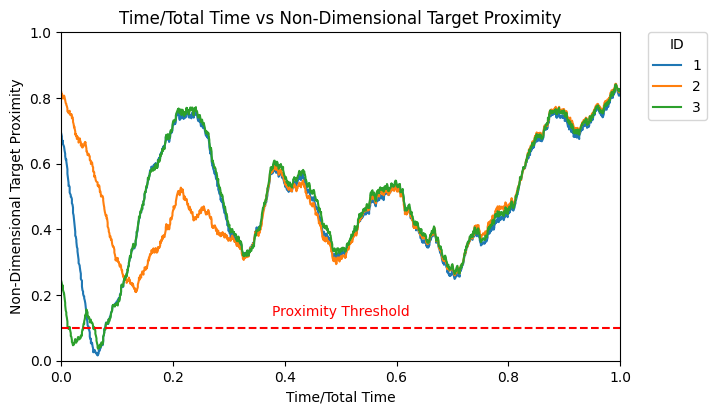 Time/Total Time vs Non-Dimensional Target Proximity
Non-Dimensional Target Proximity
1.0
0.8
0.6
0.4
0.2
0.0
Proximity Threshold
0.0 0.2 0.4 0.6 0.8 1.0
Time/Total Time
ID
1
2
3